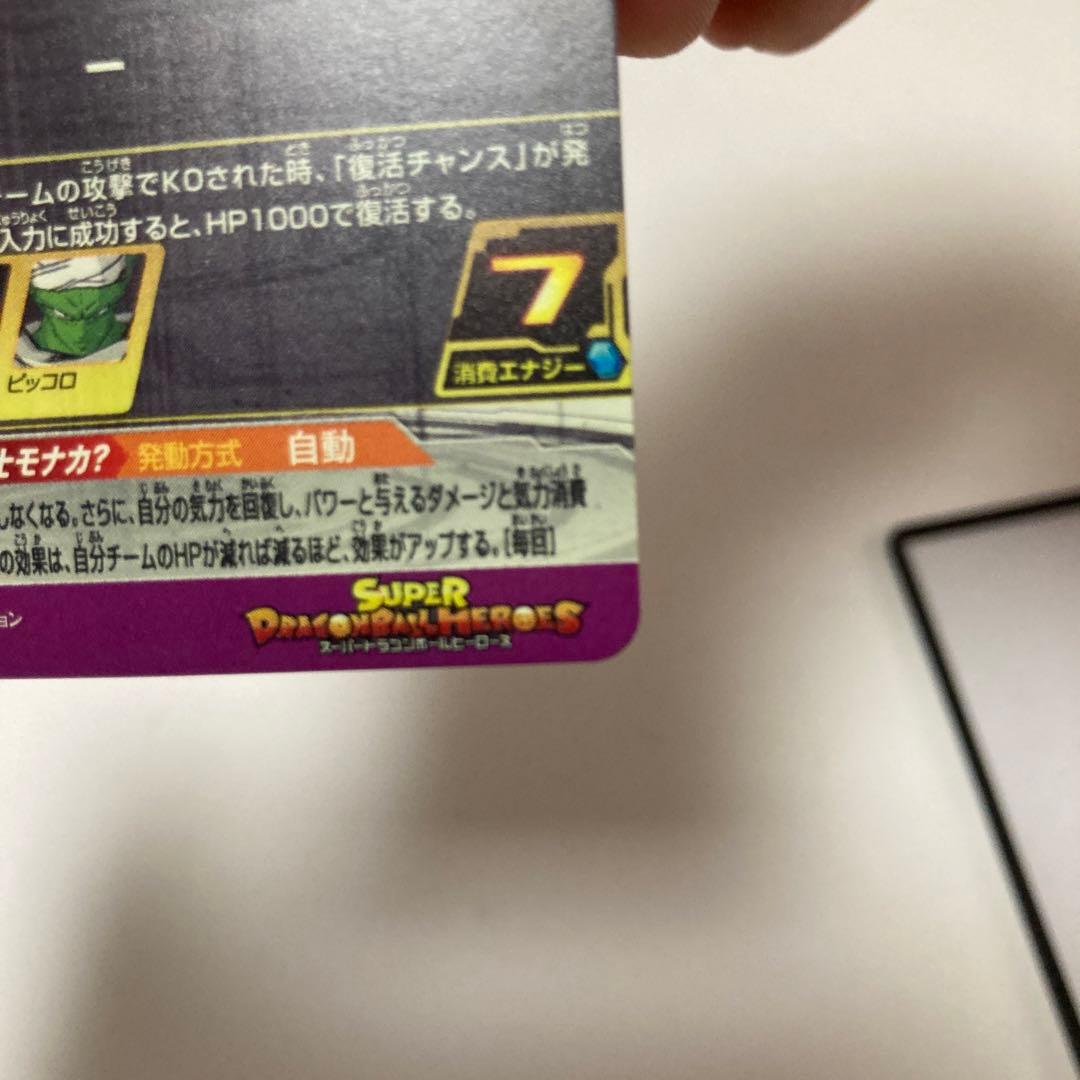 ームの攻撃でKOされた時、「復活チャンス」が発
入力に成功すると、HP1000で復活する。
7
消費エナジー
ピッコロ
モナカ? 発動方式 自動
しなくなる。さらに、自分の気力を回復し、パワーと与えるダメージと気力消費
の効果は、自分チームのHPが減れば減るほど、効果がアップする。[毎回]
ョン
SUPER
DRAGONBALL HEROES
スーパードラゴンボールヒーローズ